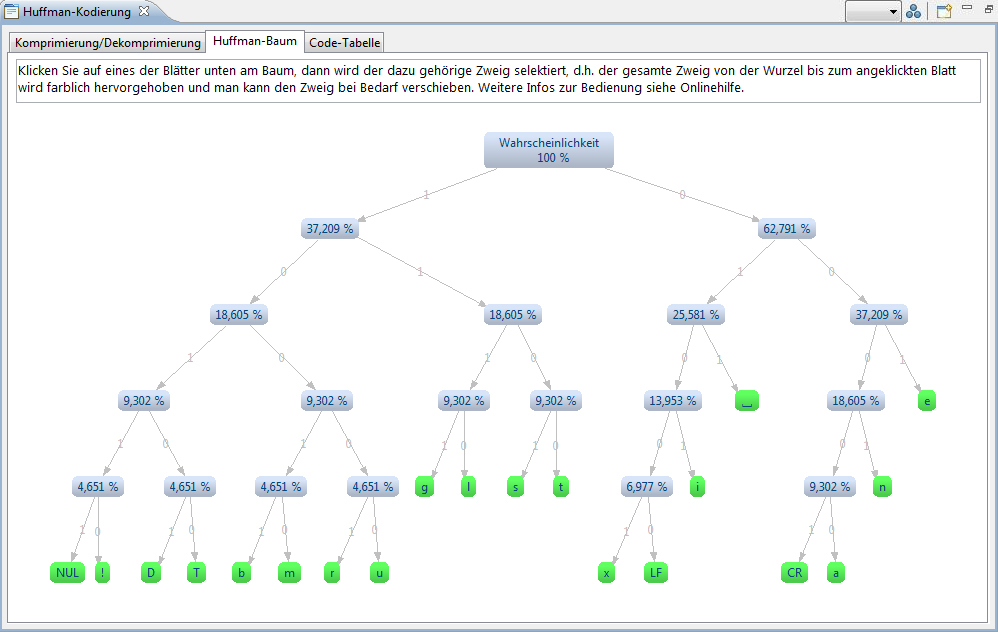 Huffman-Kodierung
Komprimierung/Dekomprimierung Huffman-Baum Code-Tabelle
Klicken Sie auf eines der Blätter unten am Baum, dann wird der dazu gehörige Zweig selektiert, d.h. der gesamte Zweig von der Wurzel bis zum angeklickten Blatt
wird farblich hervorgehoben und man kann den Zweig bei Bedarf verschieben. Weitere Infos zur Bedienung siehe Onlinehilfe.
Wahrscheinlichkeit
100 %
1 0
37,209 % 62,791 %
0 1 1 0
18,605 % 18,605 % 25,581 % 37,209 %
1 0 1 0 0 1 0 1
9,302 % 9,302 % 9,302 % 9,302 % 13,953 % ⎵ 18,605 % e
1 0 1 0 1 0 1 0 0 1 0 1
4,651 % 4,651 % 4,651 % 4,651 % g l s t 6,977 % i 9,302 % n
1 0 1 0 1 0 1 0 1 0 1 0
NUL ! D T b m r u x LF CR a